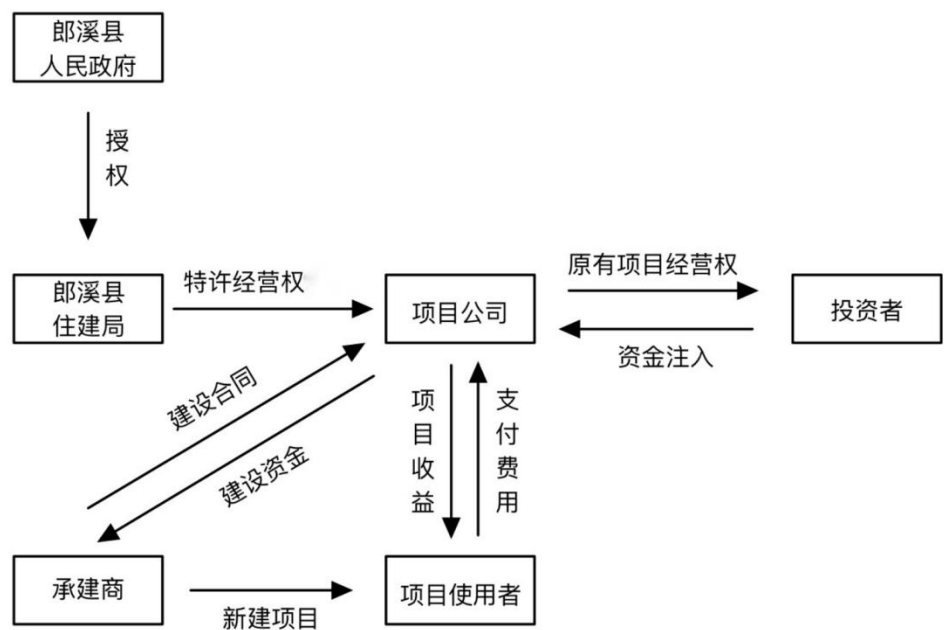 郎溪县
人民政府
授
权
郎溪县
住建局
特许经营权
项目公司
原有项目经营权
投资者
资金注入
建设合同
建设资金
项
目
收
益
支
付
费
用
承建商
新建项目
项目使用者